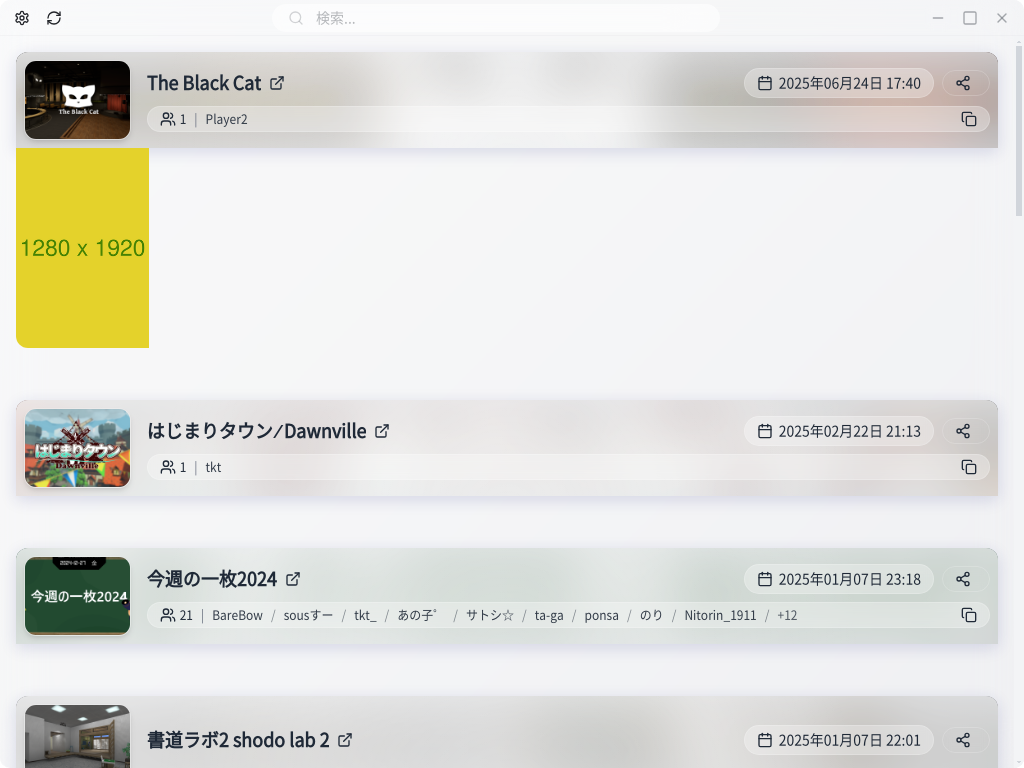 検索...
The Black Cat
2025年06月24日 17:40
The Black Cat
1 | Player2
1280 x 1920
はじまりタウン/Dawnville
2025年02月22日 21:13
はじまりタウン
Dawnville
1 | tkt
今週の一枚2024
2025年01月07日 23:18
今週の一枚2024
21 | BareBow / sousすー / tkt_ / あの子゜ / サトシ☆ / ta-ga / ponsa / のり / Nitorin_1911 / +12
書道ラボ2 shodo lab 2
2025年01月07日 22:01